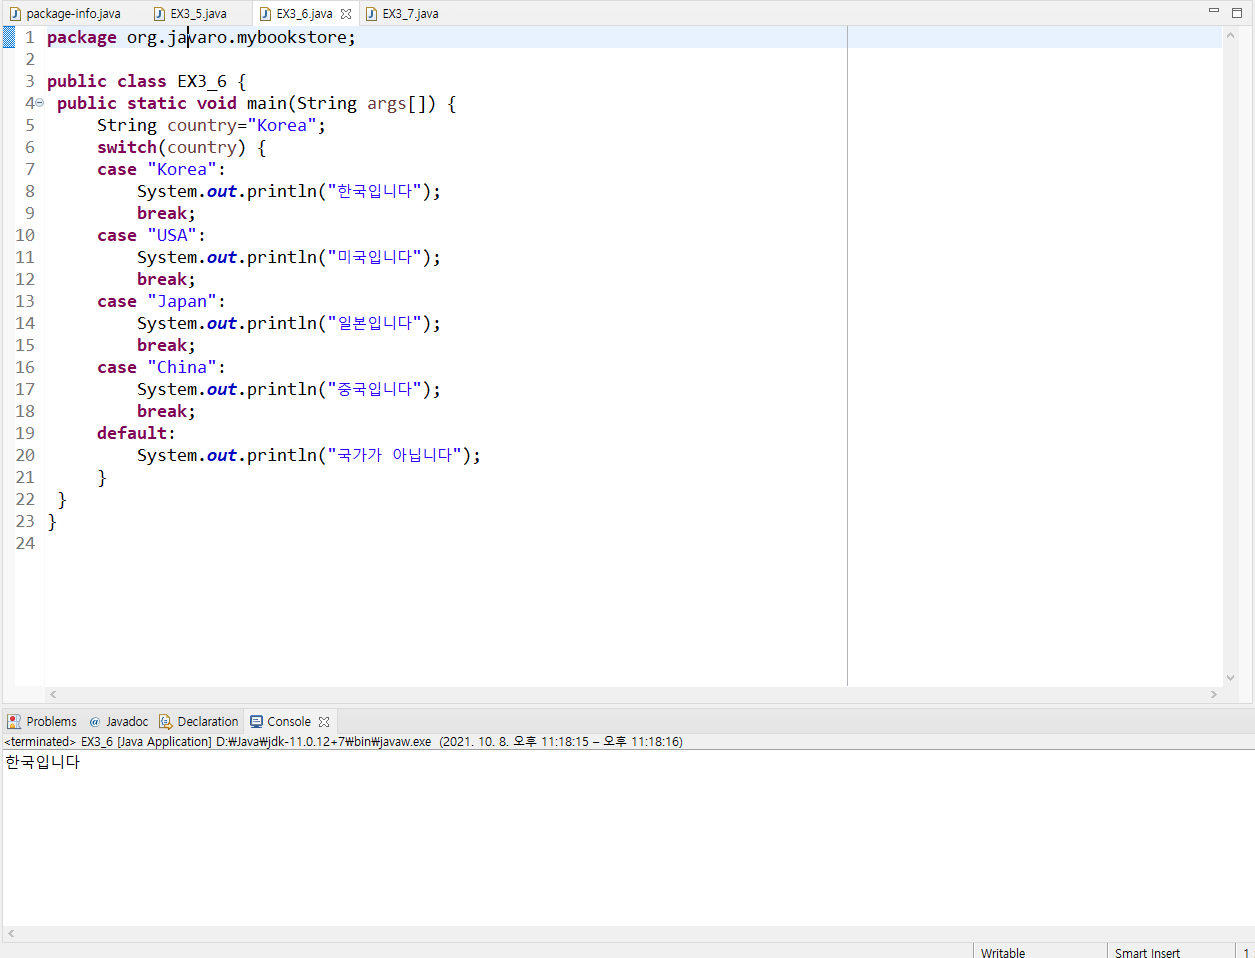 package-info.java EX3_5.java EX3_6.java EX3_7.java
1 package org.javaro.mybookstore;
2
3 public class EX3_6 {
4 public static void main(String args[]) {
5 String country="Korea";
6 switch(country) {
7 case "Korea":
8 System.out.println("한국입니다");
9 break;
10 case "USA":
11 System.out.println("미국입니다");
12 break;
13 case "Japan":
14 System.out.println("일본입니다");
15 break;
16 case "China":
17 System.out.println("중국입니다");
18 break;
19 default:
20 System.out.println("국가가 아닙니다");
21 }
22 }
23 }
24
Problems @ Javadoc Declaration Console
<terminated> EX3_6 [Java Application] D:₩Java₩jdk-11.0.12+7₩bin₩javaw.exe (2021. 10. 8. 오후 11:18:15 – 오후 11:18:16)
한국입니다
Writable Smart Insert 1